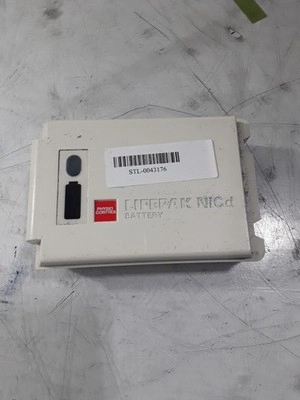 STL-0043176
PHYSIO
CONTROL
LIFEPAK NiCd
BATTERY